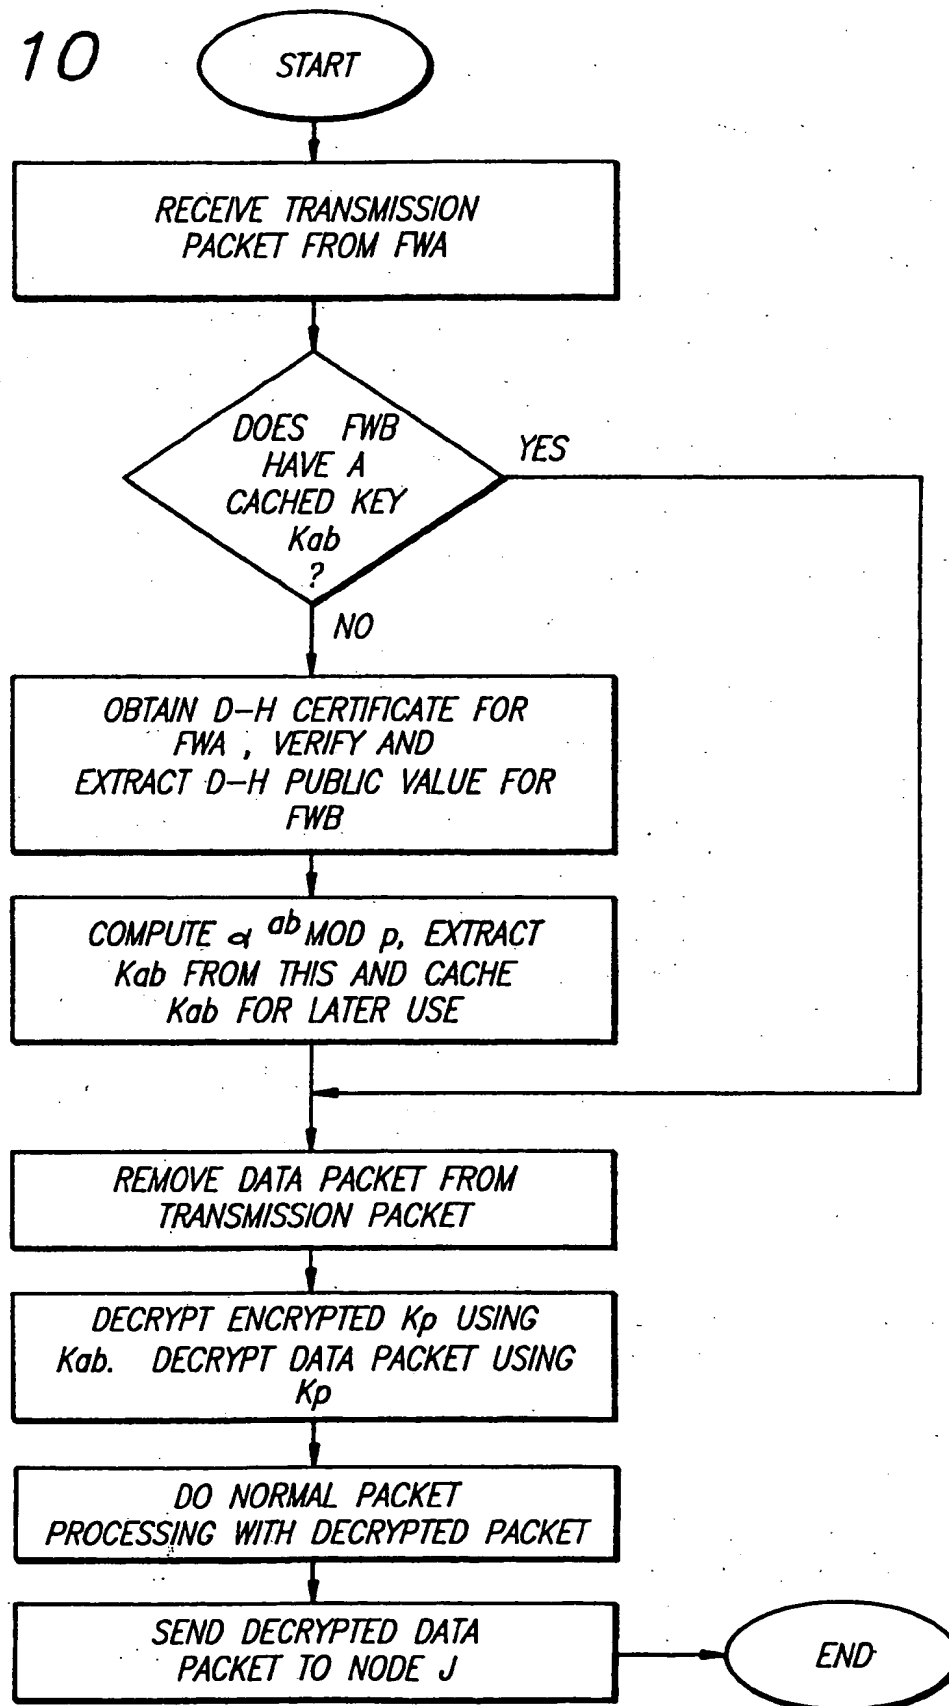 10
START
RECEIVE TRANSMISSION
PACKET FROM FWA
DOES FWB
HAVE A
CACHED KEY
Kab
?
YES
NO
OBTAIN D-H CERTIFICATE FOR
FWA , VERIFY AND
EXTRACT D-H PUBLIC VALUE FOR
FWB
COMPUTE α ab MOD p, EXTRACT
Kab FROM THIS AND CACHE
Kab FOR LATER USE
REMOVE DATA PACKET FROM
TRANSMISSION PACKET
DECRYPT ENCRYPTED Kp USING
Kab. DECRYPT DATA PACKET USING
Kp
DO NORMAL PACKET
PROCESSING WITH DECRYPTED PACKET
SEND DECRYPTED DATA
PACKET TO NODE J
END